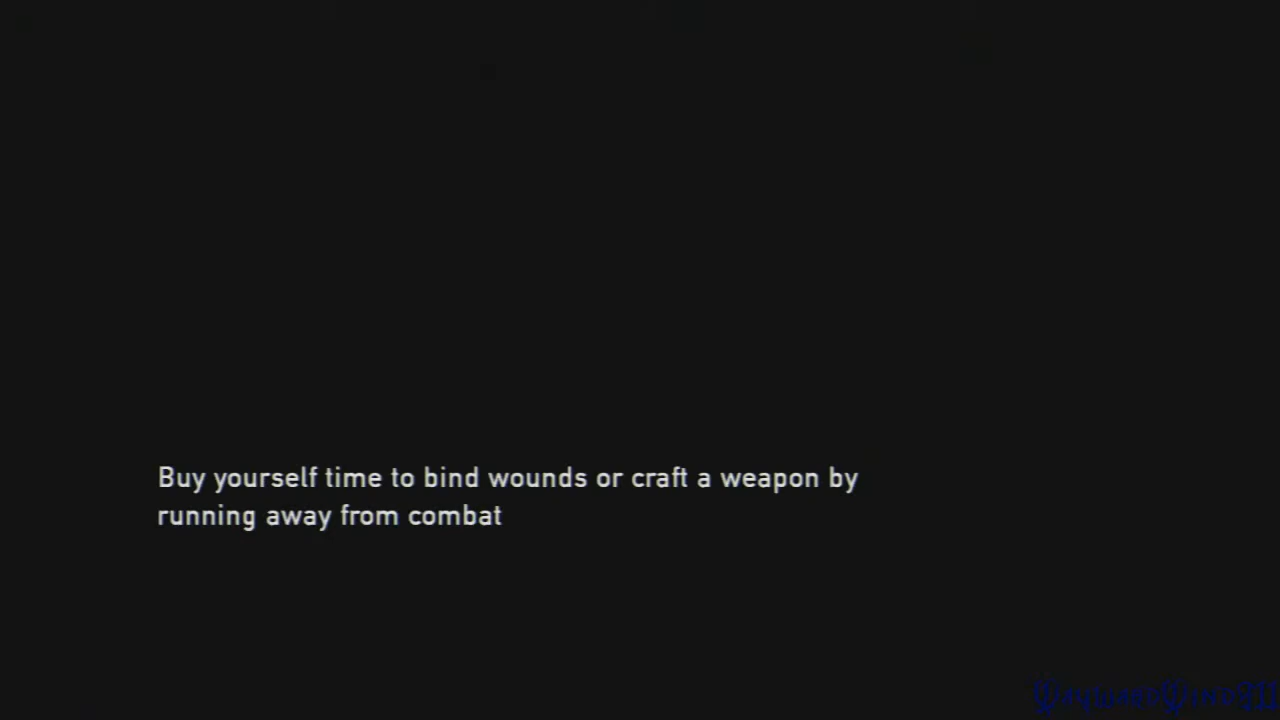 Buy yourself time to bind wounds or craft a weapon by
running away from combat